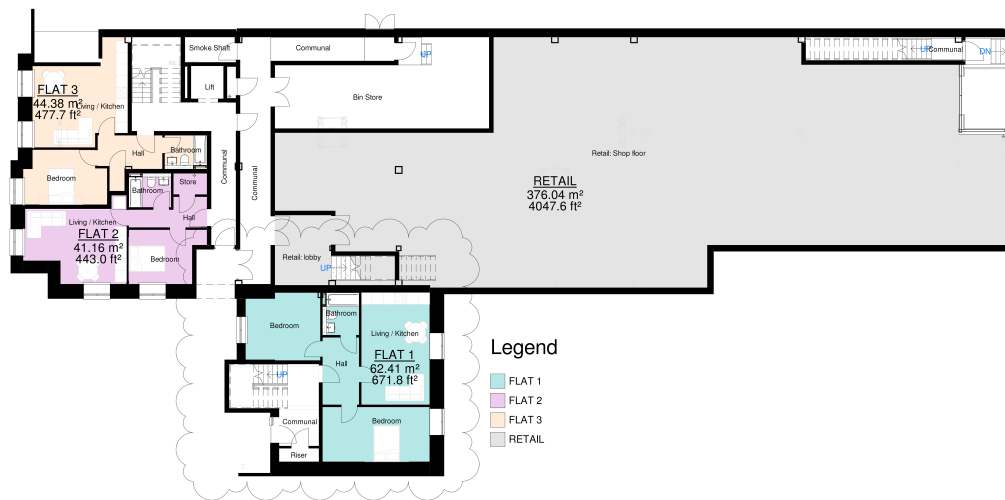 Smoke Shaft
Communal
UP
UP
Communal
DN
Lift
FLAT 3
44.38 m²
477.7 ft²
Living / Kitchen
Bin Store
Hall
Bathroom
Bedroom
Communal
Communal
Retail: Shop floor
RETAIL
376.04 m²
4047.6 ft²
Bathroom
Store
Living / Kitchen
Hall
FLAT 2
41.16 m²
443.0 ft²
Bedroom
Retail: lobby
UP
Bedroom
Bathroom
Living / Kitchen
FLAT 1
62.41 m²
671.8 ft²
Hall
UP
Communal
Bedroom
Riser
Legend
FLAT 1
FLAT 2
FLAT 3
RETAIL